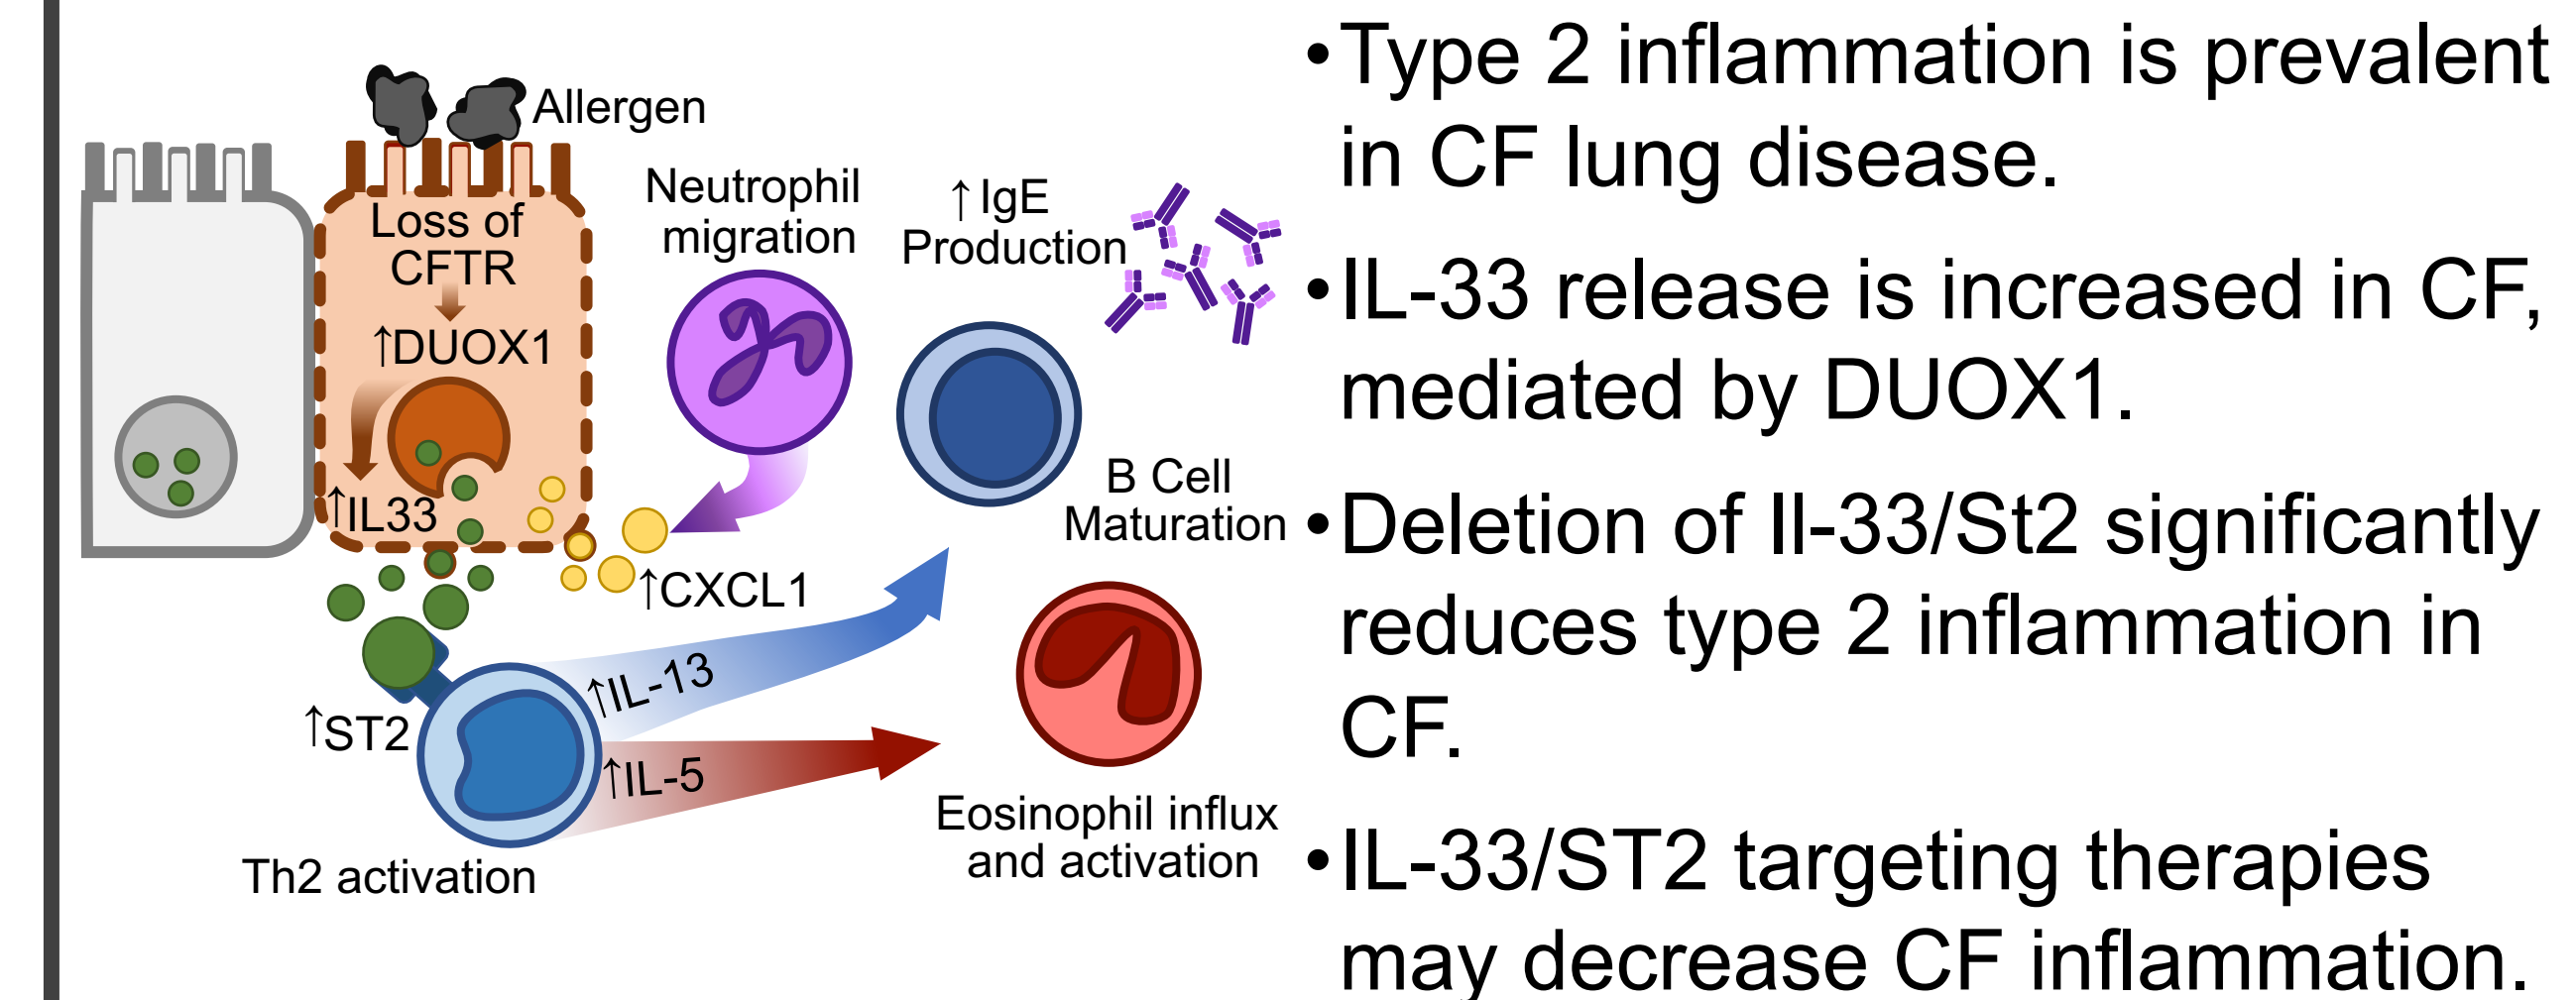 Allergen
Loss of
CFTR
↑DUOX1
↑IL33
Neutrophil
migration
↑IgE
Production
B Cell
Maturation
↑CXCL1
↑IL-13
↑IL-5
↑ST2
Th2 activation
Eosinophil influx
and activation
•Type 2 inflammation is prevalent
in CF lung disease.
•IL-33 release is increased in CF,
mediated by DUOX1.
•Deletion of Il-33/St2 significantly
reduces type 2 inflammation in
CF.
•IL-33/ST2 targeting therapies
may decrease CF inflammation.